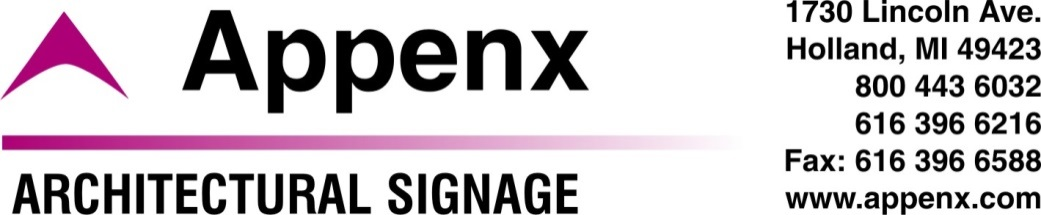 Appenx
ARCHITECTURAL SIGNAGE
1730 Lincoln Ave.
Holland, MI 49423
800 443 6032
616 396 6216
Fax: 616 396 6588
www.appenx.com